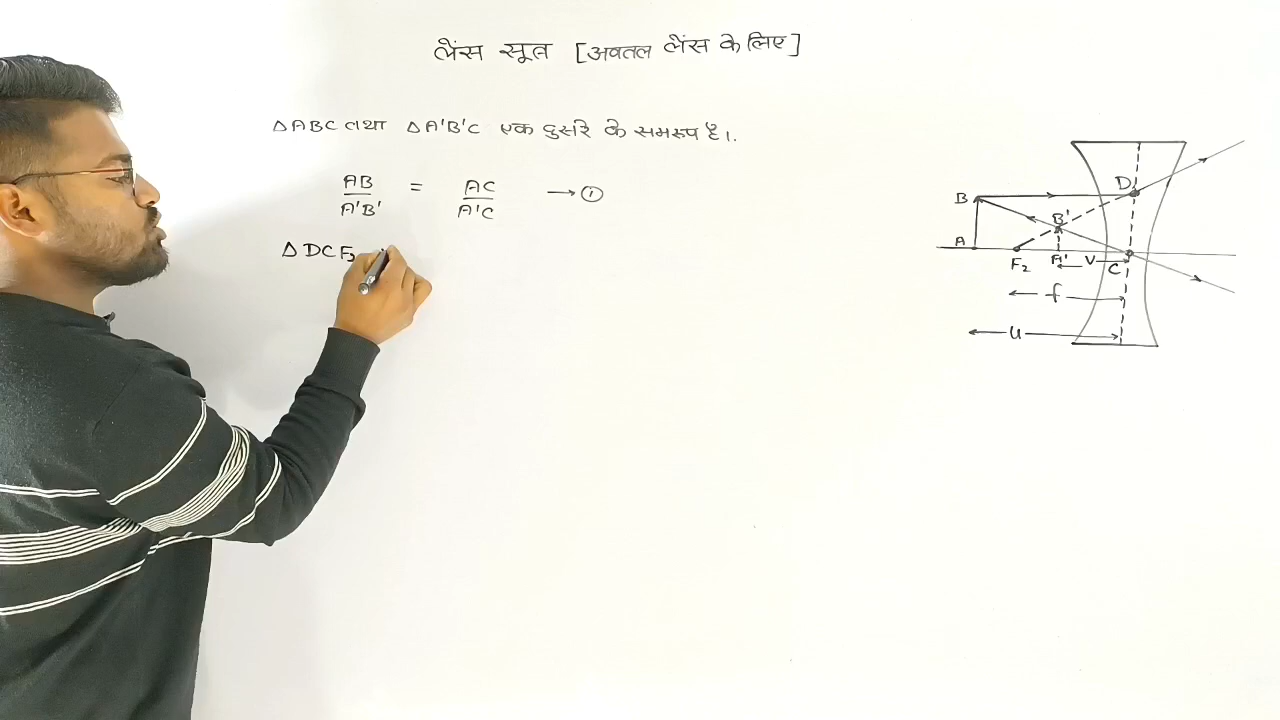 लेंस सूत्र [अवतल लेंस के लिए]
ΔABC तथा ΔA'B'C एक दुसरे के समरूप है।.
AB/A'B' = AC/A'C → ①
ΔDCF₂
D
B
B'
A
F₂
A'
V
C
f
u